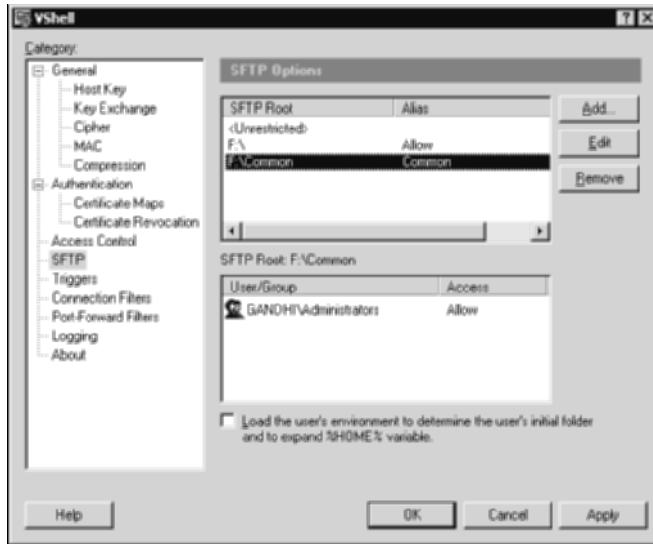 VShell
Category:
General
Host Key
Key Exchange
Cipher
MAC
Compression
Authentication
Certificate Maps
Certificate Revocation
Access Control
SFTP
Triggers
Connection Filters
Port-Forward Filters
Logging
About
SFTP Options
SFTP Root Alias
<Unrestricted>
F:\ Allow
F:\Common Common
Add...
Edit
Remove
SFTP Root: F:\Common
User/Group Access
GANDHI\Administrators Allow
Load the user's environment to determine the user's initial folder
and to expand %HOME% variable.
Help OK Cancel Apply